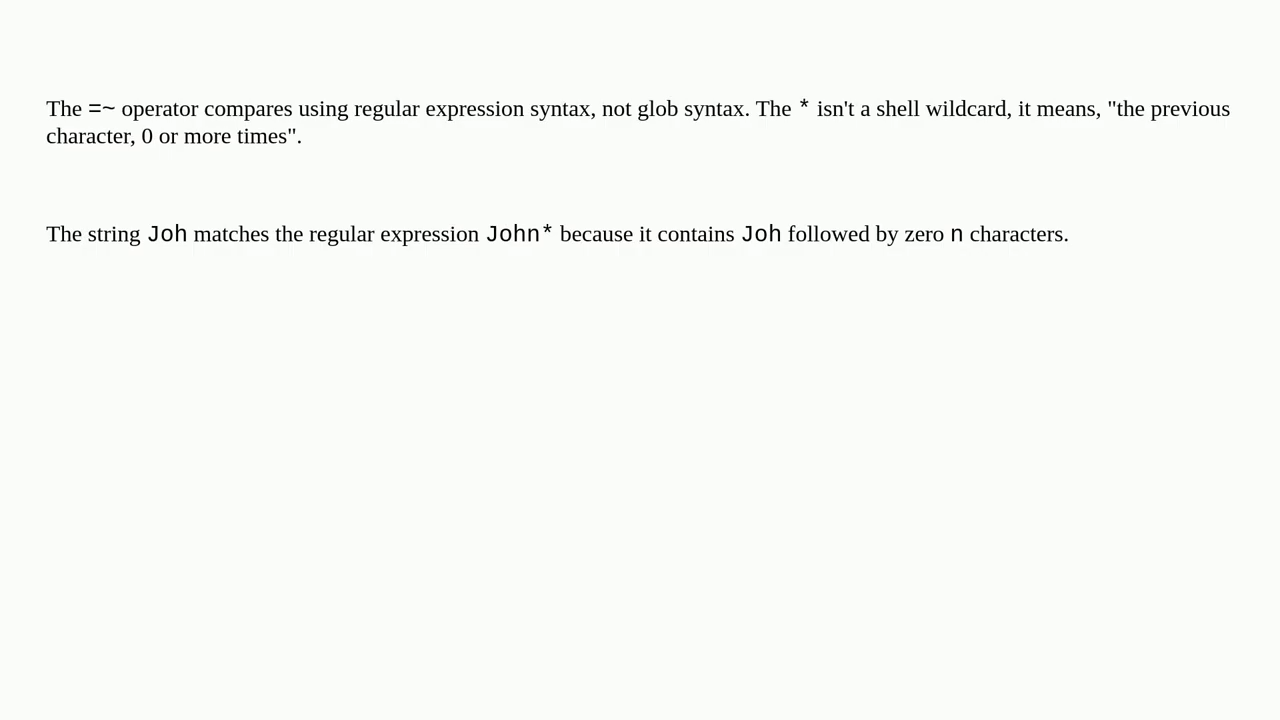 The =~ operator compares using regular expression syntax, not glob syntax. The * isn't a shell wildcard, it means, "the previous
character, 0 or more times".
The string Joh matches the regular expression John* because it contains Joh followed by zero n characters.